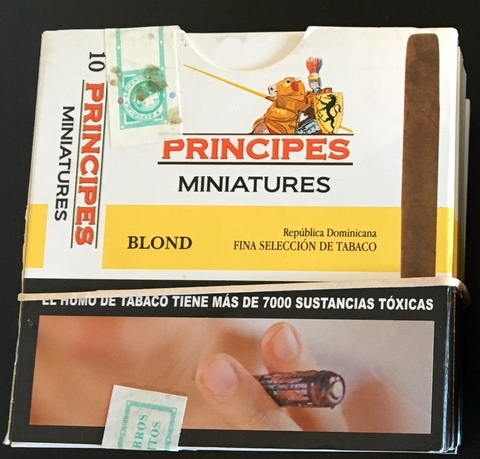 10 PRINCIPES
MINIATURES
PRINCIPES
MINIATURES
BLOND
República Dominicana
FINA SELECCIÓN DE TABACO
EL HUMO DE TABACO TIENE MÁS DE 7000 SUSTANCIAS TÓXICAS